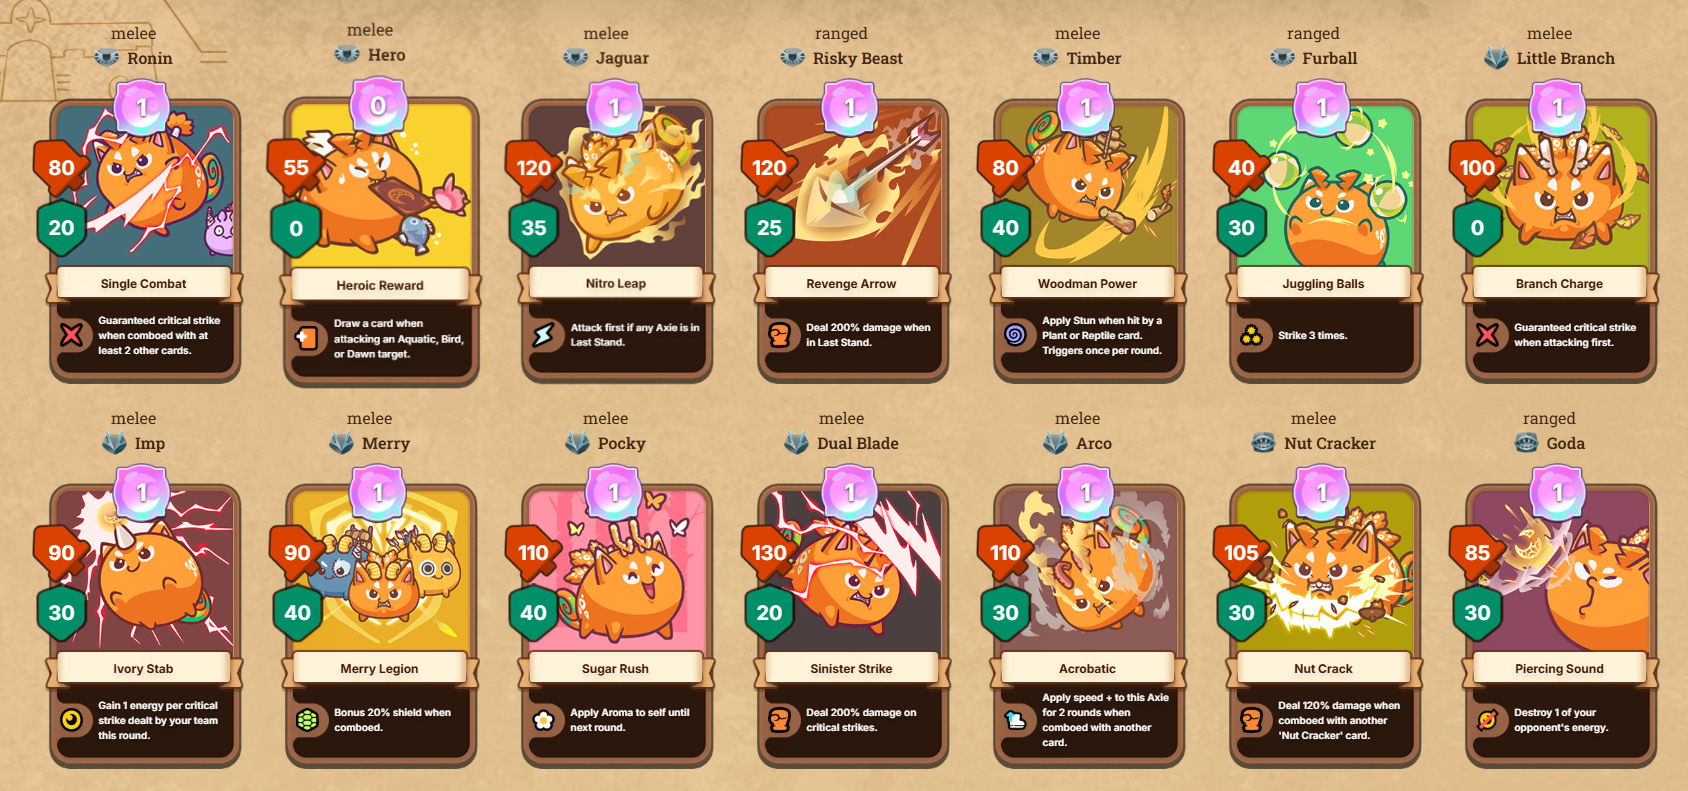 melee
Ronin
1
80
20
Single Combat
Guaranteed critical strike
when comboed with at
least 2 other cards.
melee
Hero
0
55
0
Heroic Reward
Draw a card when
attacking an Aquatic, Bird,
or Dawn target.
melee
Jaguar
1
120
35
Nitro Leap
Attack first if any Axie is in
Last Stand.
ranged
Risky Beast
1
120
25
Revenge Arrow
Deal 200% damage when
in Last Stand.
melee
Timber
1
80
40
Woodman Power
Apply Stun when hit by a
Plant or Reptile card.
Triggers once per round.
ranged
Furball
1
40
30
Juggling Balls
Strike 3 times.
melee
Little Branch
1
100
0
Branch Charge
Guaranteed critical strike
when attacking first.
melee
Imp
1
90
30
Ivory Stab
Gain 1 energy per critical
strike dealt by your team
this round.
melee
Merry
1
90
40
Merry Legion
Bonus 20% shield when
comboed.
melee
Pocky
1
110
40
Sugar Rush
Apply Aroma to self until
next round.
melee
Dual Blade
1
130
20
Sinister Strike
Deal 200% damage on
critical strikes.
melee
Arco
1
110
30
Acrobatic
Apply speed + to this Axie
for 2 rounds when
comboed with another
card.
melee
Nut Cracker
1
105
30
Nut Crack
Deal 120% damage when
comboed with another
'Nut Cracker' card.
ranged
Goda
1
85
30
Piercing Sound
Destroy 1 of your
opponent's energy.